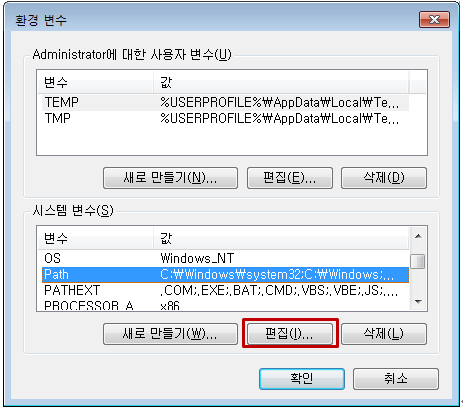 환경 변수
Administrator에 대한 사용자 변수(U)
변수 값
TEMP %USERPROFILE%₩AppData₩Local₩Te...
TMP %USERPROFILE%₩AppData₩Local₩Te...
새로 만들기(N)... 편집(E)... 삭제(D)
시스템 변수(S)
변수 값
OS Windows_NT
Path C:₩Windows₩system32;C:₩Windows;...
PATHEXT .COM;.EXE;.BAT;.CMD;.VBS;.VBE;.JS;....
PROCESSOR_A... x86
새로 만들기(W)... 편집(I)... 삭제(L)
확인 취소